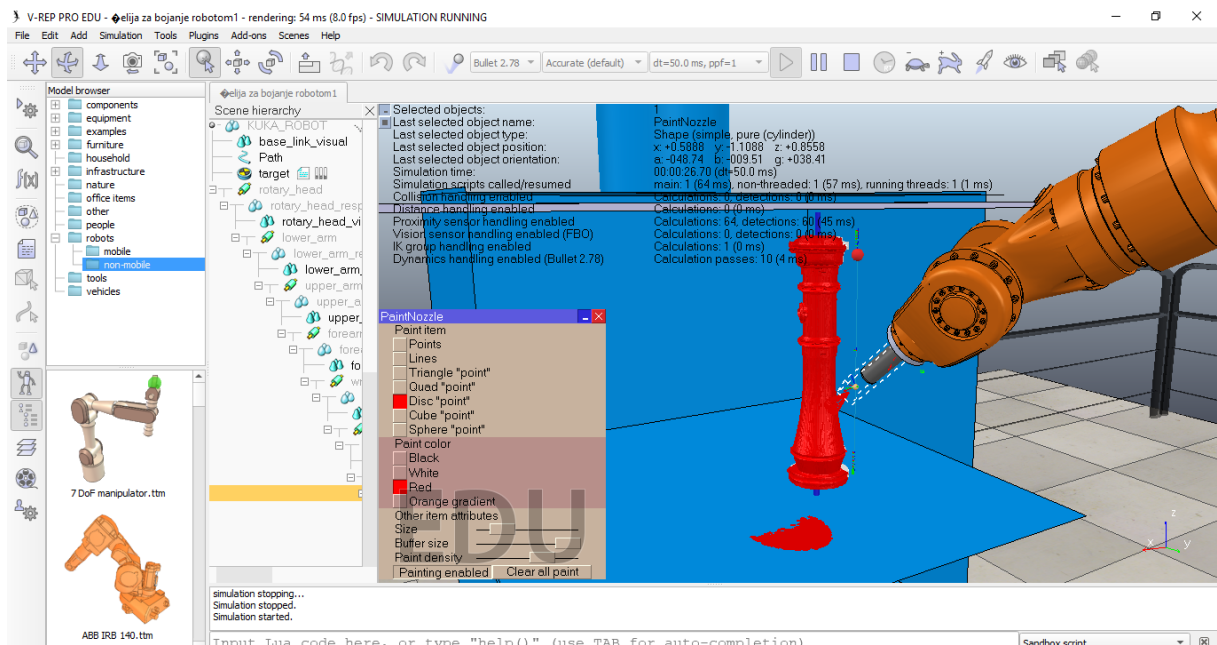 V-REP PRO EDU - �elija za bojanje robotom1 - rendering: 54 ms (8.0 fps) - SIMULATION RUNNING
File Edit Add Simulation Tools Plugins Add-ons Scenes Help
Bullet 2.78 Accurate (default) dt=50.0 ms, ppf=1
f(x)
Model browser
components
equipment
examples
furniture
household
infrastructure
nature
office items
other
people
robots
mobile
non-mobile
tools
vehicles
7 DoF manipulator.ttm
ABB IRB 140.ttm
�elija za bojanje robotom1
Scene hierarchy
KUKA_ROBOT
base_link_visual
Path
target
rotary_head
rotary_head_resp
rotary_head_vi
lower_arm
lower_arm_re
lower_arm_
upper_arm
upper_a
upper_
forearm
fore
fo
wr
Selected objects: 1
Last selected object name: PaintNozzle
Last selected object type: Shape (simple, pure (cylinder))
Last selected object position: x: +0.5888 y: -1.1088 z: +0.8558
Last selected object orientation: a: -048.74 b: -009.51 g: +038.41
Simulation time: 00:00:26.70 (dt=50.0 ms)
Simulation scripts called/resumed main: 1 (64 ms), non-threaded: 1 (57 ms), running threads: 1 (1 ms)
Collision handling enabled Calculations: 0, detections: 0 (0 ms)
Distance handling enabled Calculations: 0 (0 ms)
Proximity sensor handling enabled Calculations: 64, detections: 60 (45 ms)
Vision sensor handling enabled (FBO) Calculations: 0, detections: 0 (0 ms)
IK group handling enabled Calculations: 1 (0 ms)
Dynamics handling enabled (Bullet 2.78) Calculation passes: 10 (4 ms)
PaintNozzle
Paint item
Points
Lines
Triangle "point"
Quad "point"
Disc "point"
Cube "point"
Sphere "point"
Paint color
Black
White
Red
Orange gradient
Other item attributes
Size
Buffer size
Paint density
Painting enabled Clear all paint
EDU
z
x y
simulation stopping...
Simulation stopped.
Simulation started.
Input Lua code here, or type "help()" (use TAB for auto-completion)
Sandbox script